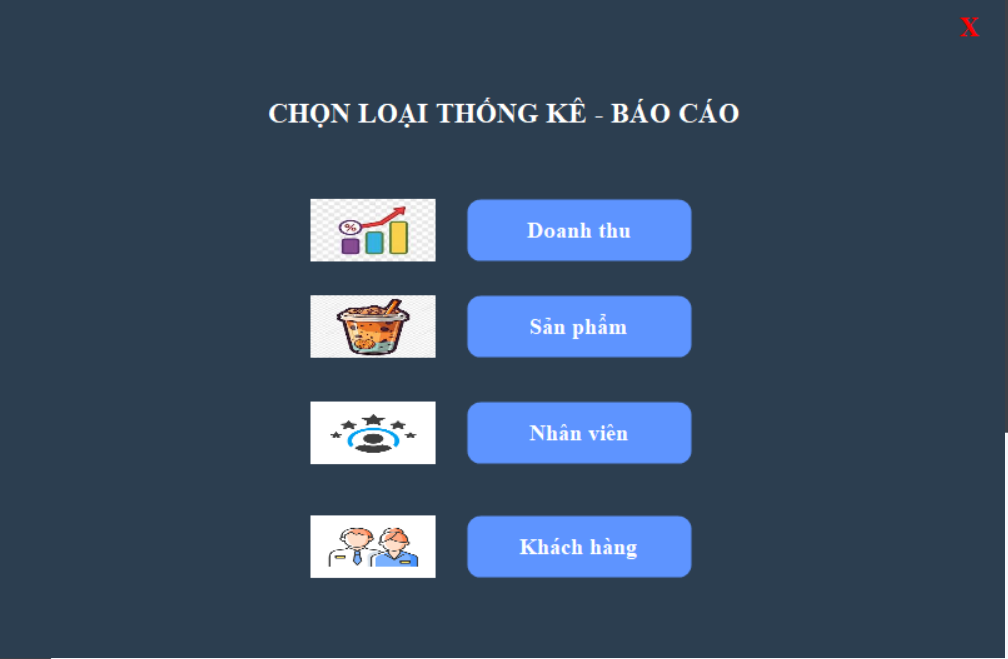 X
CHỌN LOẠI THỐNG KÊ - BÁO CÁO
%
Doanh thu
Sản phẩm
Nhân viên
Khách hàng